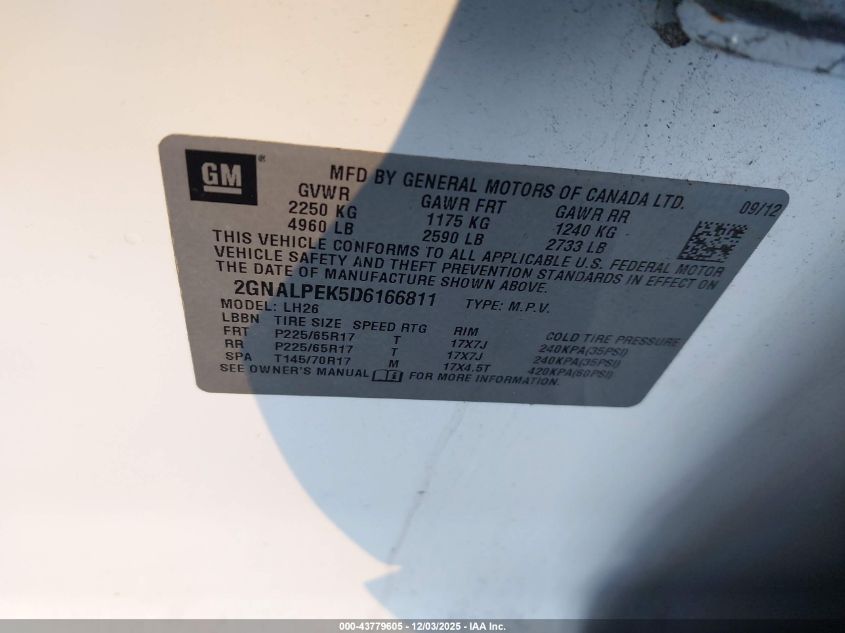 GM ®
MFD BY GENERAL MOTORS OF CANADA LTD.
09/12
GVWR GAWR FRT GAWR RR
2250 KG 1175 KG 1240 KG
4960 LB 2590 LB 2733 LB
THIS VEHICLE CONFORMS TO ALL APPLICABLE U.S. FEDERAL MOTOR
VEHICLE SAFETY AND THEFT PREVENTION STANDARDS IN EFFECT ON
THE DATE OF MANUFACTURE SHOWN ABOVE.
2GNALPEK5D6166811 TYPE: M.P.V.
MODEL: LH26
LBBN TIRE SIZE SPEED RTG RIM COLD TIRE PRESSURE
FRT P225/65R17 T 17X7J 240KPA(35PSI)
RR P225/65R17 T 17X7J 240KPA(35PSI)
SPA T145/70R17 M 17X4.5T 420KPA(60PSI)
SEE OWNER'S MANUAL FOR MORE INFORMATION.
000-43779605 - 12/03/2025 - IAA Inc.